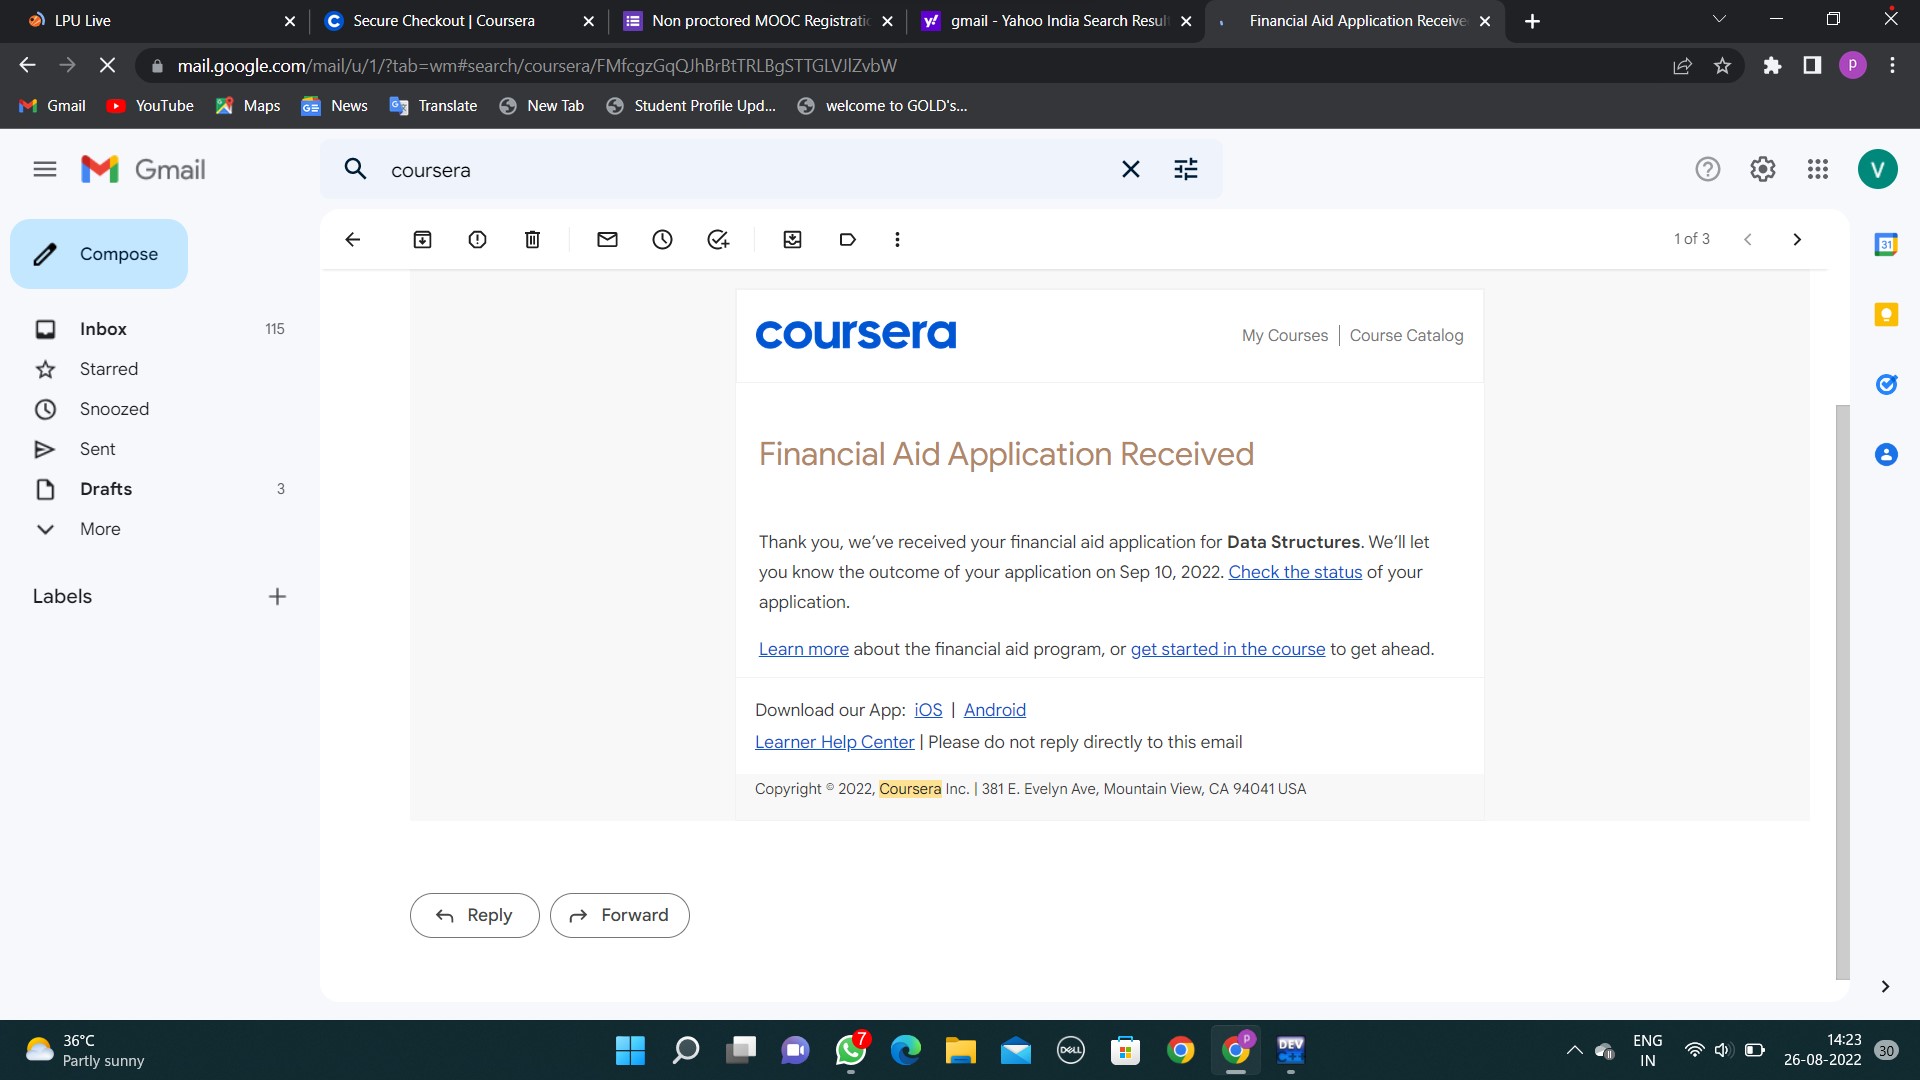 LPU Live
Secure Checkout | Coursera
Non proctored MOOC Registratio
gmail - Yahoo India Search Resul
Financial Aid Application Receive
mail.google.com/mail/u/1/?tab=wm#search/coursera/FMfcgzGqQJhBrBtTRLBgSTTGLVJlZvbW
P
Gmail
YouTube
Maps
News
Translate
New Tab
Student Profile Upd...
welcome to GOLD's...
Gmail
coursera
V
Compose
1 of 3
31
Inbox 115
Starred
Snoozed
Sent
Drafts 3
More
Labels
coursera
My Courses | Course Catalog
Financial Aid Application Received
Thank you, we’ve received your financial aid application for Data Structures. We’ll let
you know the outcome of your application on Sep 10, 2022. Check the status of your
application.
Learn more about the financial aid program, or get started in the course to get ahead.
Download our App: iOS | Android
Learner Help Center | Please do not reply directly to this email
Copyright © 2022, Coursera Inc. | 381 E. Evelyn Ave, Mountain View, CA 94041 USA
Reply
Forward
36°C
Partly sunny
7
DELL
P
DEV
C++
ENG
IN
14:23
26-08-2022
30